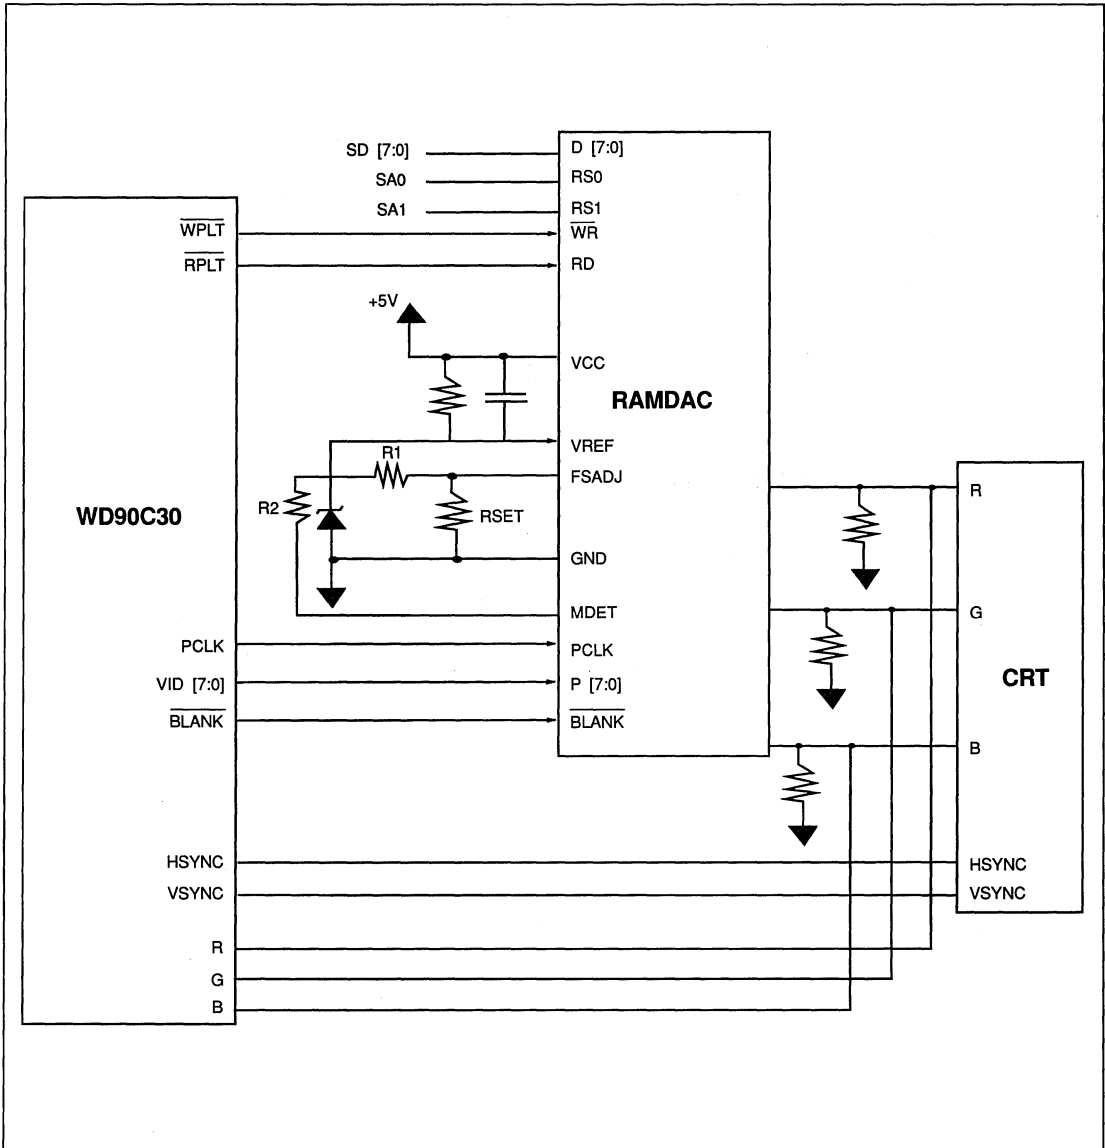 SD [7:0]
SA0
SA1
D [7:0]
RS0
RS1
WR
RD
WPLT
RPLT
+5V
VCC
RAMDAC
VREF
R1
FSADJ
R2
RSET
WD90C30
GND
MDET
PCLK
PCLK
VID [7:0]
P [7:0]
BLANK
BLANK
R
G
CRT
B
HSYNC
HSYNC
VSYNC
VSYNC
R
G
B